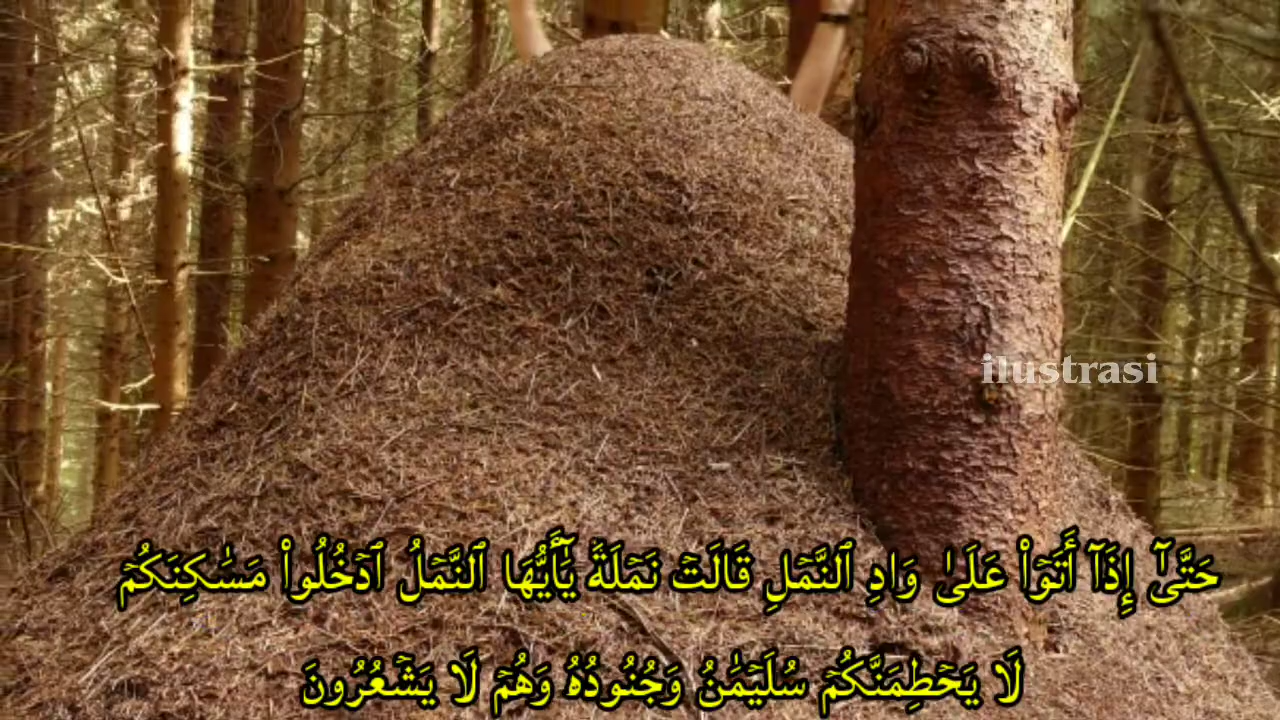 ilustrasi
حَتَّىٰٓ إِذَآ أَتَوۡاْ عَلَىٰ وَادِ ٱلنَّمۡلِ قَالَتۡ نَمۡلَةٞ يَٰٓأَيُّهَا ٱلنَّمۡلُ ٱدۡخُلُواْ مَسَٰكِنَكُمۡ
لَا يَحۡطِمَنَّكُمۡ سُلَيۡمَٰنُ وَجُنُودُهُۥ وَهُمۡ لَا يَشۡعُرُونَ